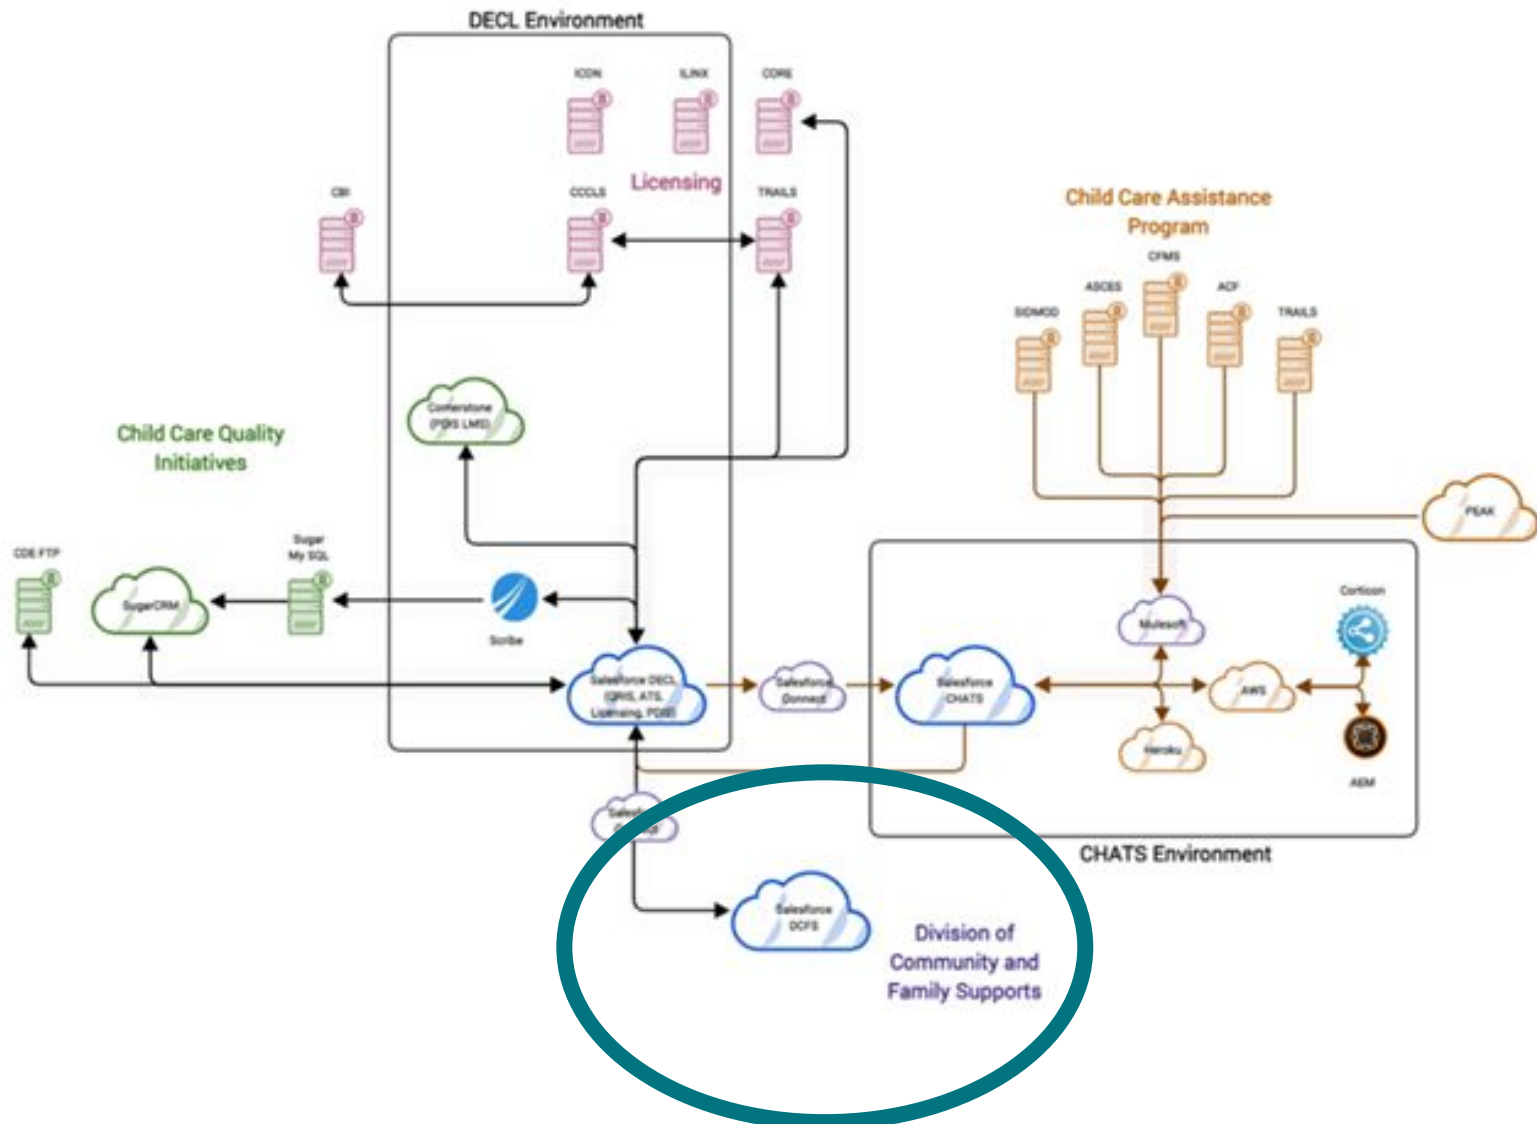 DECL Environment
ICON
ILINX
CORE
Licensing
CBI
CCCLS
TRAILS
Child Care Assistance
Program
CFMS
ASCES
ACF
SIDMOD
TRAILS
Cornerstone
(PDIS LMS)
Child Care Quality
Initiatives
PEAK
CDE FTP
Sugar
My SQL
SugarCRM
Scribe
Mulesoft
Corticon
Salesforce DECL
(QRIS, ATS,
Licensing, PDIS)
Salesforce
Connect
Salesforce
CHATS
AWS
Heroku
AEM
Salesforce
CHATS Environment
Salesforce
DCFS
Division of
Community and
Family Supports